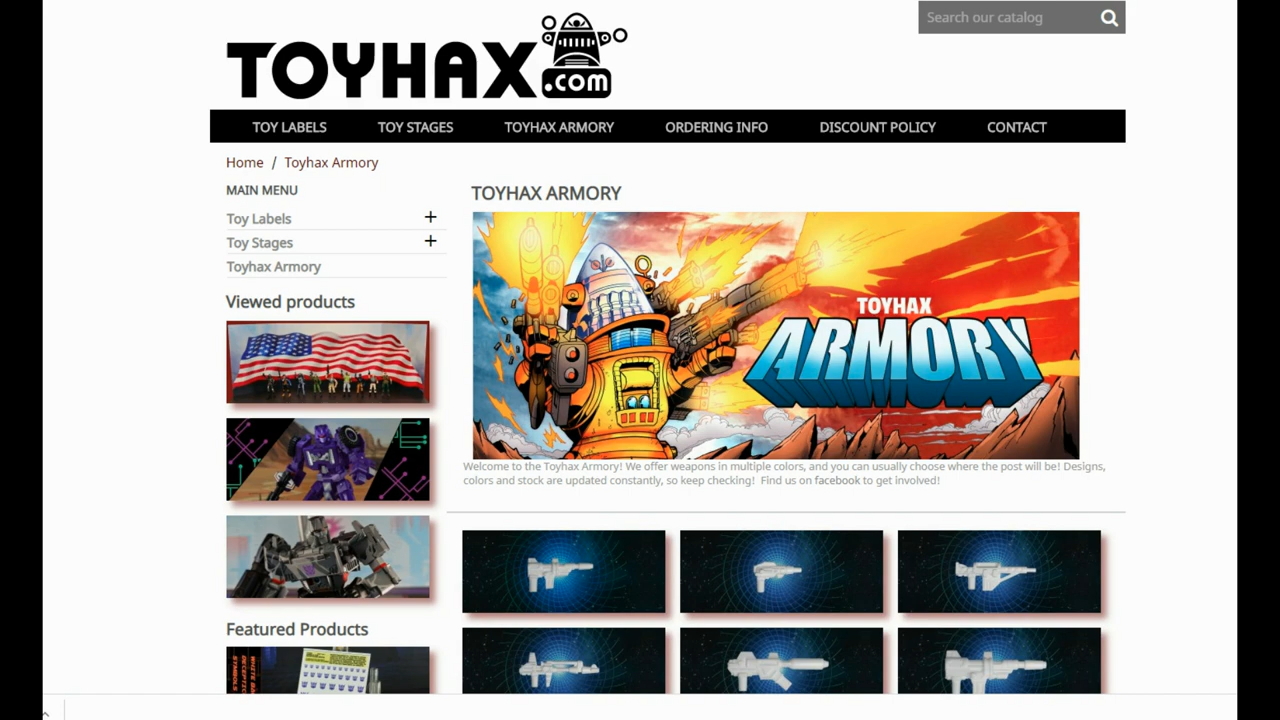 Search our catalog
TOYHAX
.com
TOY LABELS TOY STAGES TOYHAX ARMORY ORDERING INFO DISCOUNT POLICY CONTACT
Home / Toyhax Armory
MAIN MENU
Toy Labels +
Toy Stages +
Toyhax Armory
Viewed products
Featured Products
TOYHAX ARMORY
TOYHAX
ARMORY
Welcome to the Toyhax Armory! We offer weapons in multiple colors, and you can usually choose where the post will be! Designs,
colors and stock are updated constantly, so keep checking! Find us on facebook to get involved!